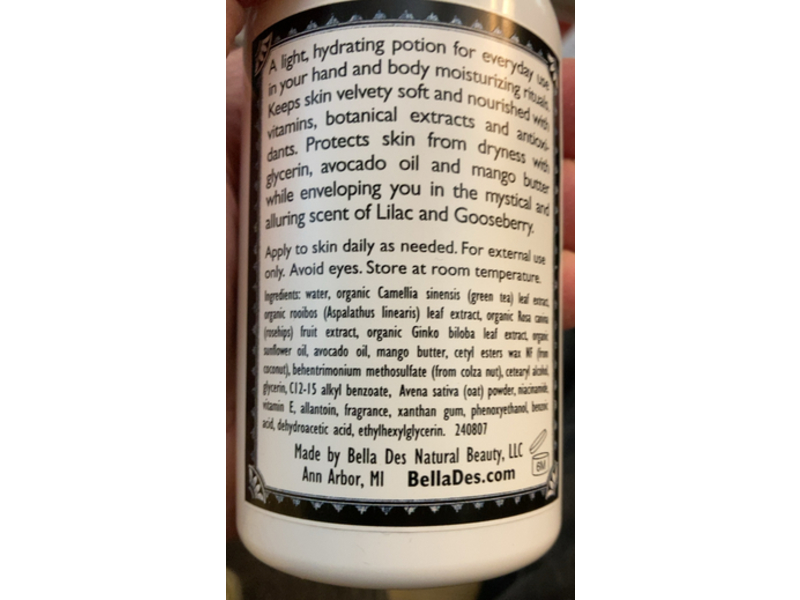 A light, hydrating potion for everyday use
in your hand and body moisturizing rituals.
Keeps skin velvety soft and nourished with
vitamins, botanical extracts and antioxi-
dants. Protects skin from dryness with
glycerin, avocado oil and mango butter
while enveloping you in the mystical and
alluring scent of Lilac and Gooseberry.
Apply to skin daily as needed. For external use
only. Avoid eyes. Store at room temperature.
Ingredients: water, organic Camellia sinensis (green tea) leaf extract,
organic rooibos (Aspalathus linearis) leaf extract, organic Rosa canina
(rosehips) fruit extract, organic Ginko biloba leaf extract, organic
sunflower oil, avocado oil, mango butter, cetyl esters wax NF (from
coconut), behentrimonium methosulfate (from colza nut), cetearyl alcohol,
glycerin, C12-15 alkyl benzoate, Avena sativa (oat) powder, niacinamide,
vitamin E, allantoin, fragrance, xanthan gum, phenoxyethanol, benzoic
acid, dehydroacetic acid, ethylhexylglycerin. 240807
Made by Bella Des Natural Beauty, LLC
Ann Arbor, MI BellaDes.com
6M